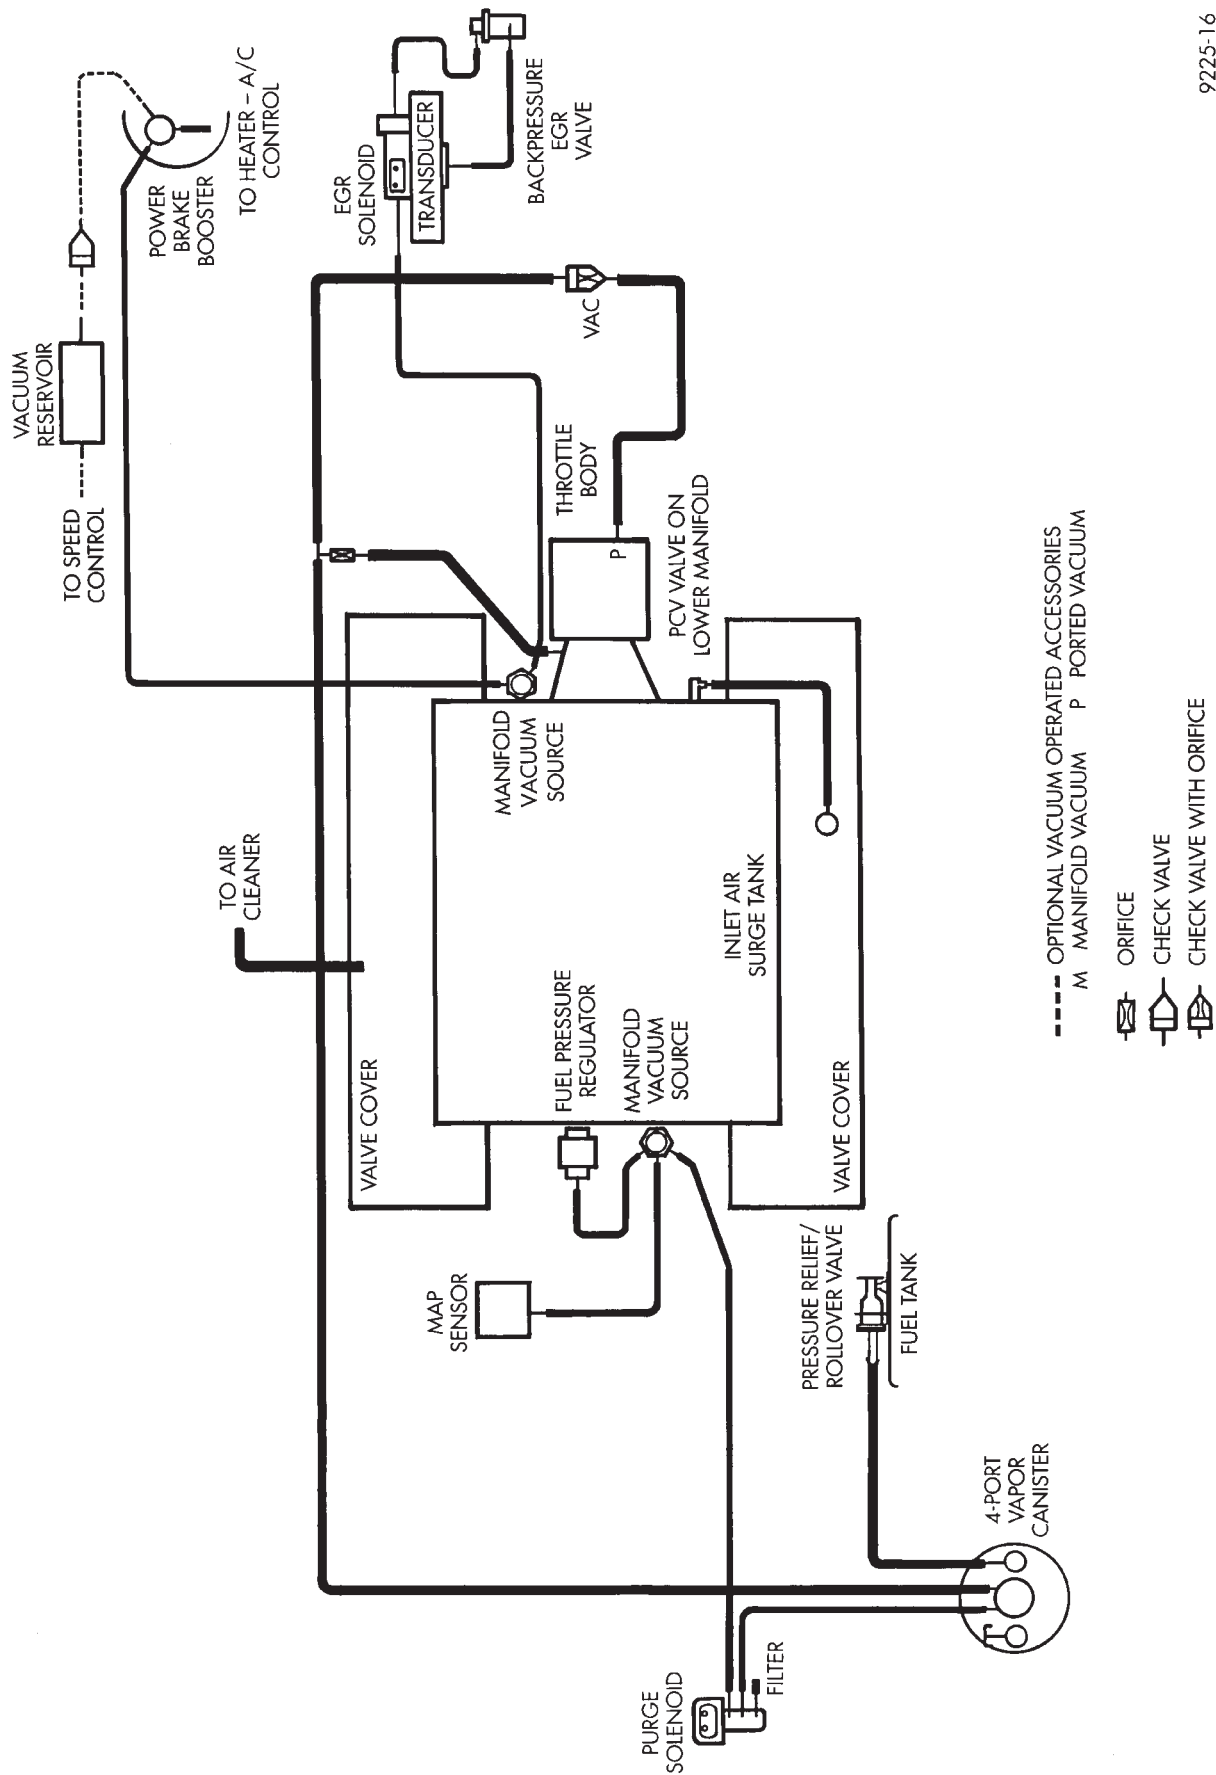 TO SPEED
CONTROL
VACUUM
RESERVOIR
POWER
BRAKE
BOOSTER
TO HEATER – A/C
CONTROL
EGR
SOLENOID
TRANSDUCER
BACKPRESSURE
EGR
VALVE
VAC
TO AIR
CLEANER
THROTTLE
BODY
P
PCV VALVE ON
LOWER MANIFOLD
MANIFOLD
VACUUM
SOURCE
VALVE COVER
FUEL PRESSURE
REGULATOR
MANIFOLD
VACUUM
SOURCE
INLET AIR
SURGE TANK
VALVE COVER
MAP
SENSOR
PRESSURE RELIEF/
ROLLOVER VALVE
FUEL TANK
PURGE
SOLENOID
FILTER
4-PORT
VAPOR
CANISTER
OPTIONAL VACUUM OPERATED ACCESSORIES
M MANIFOLD VACUUM P PORTED VACUUM
ORIFICE
CHECK VALVE
CHECK VALVE WITH ORIFICE
9225-16